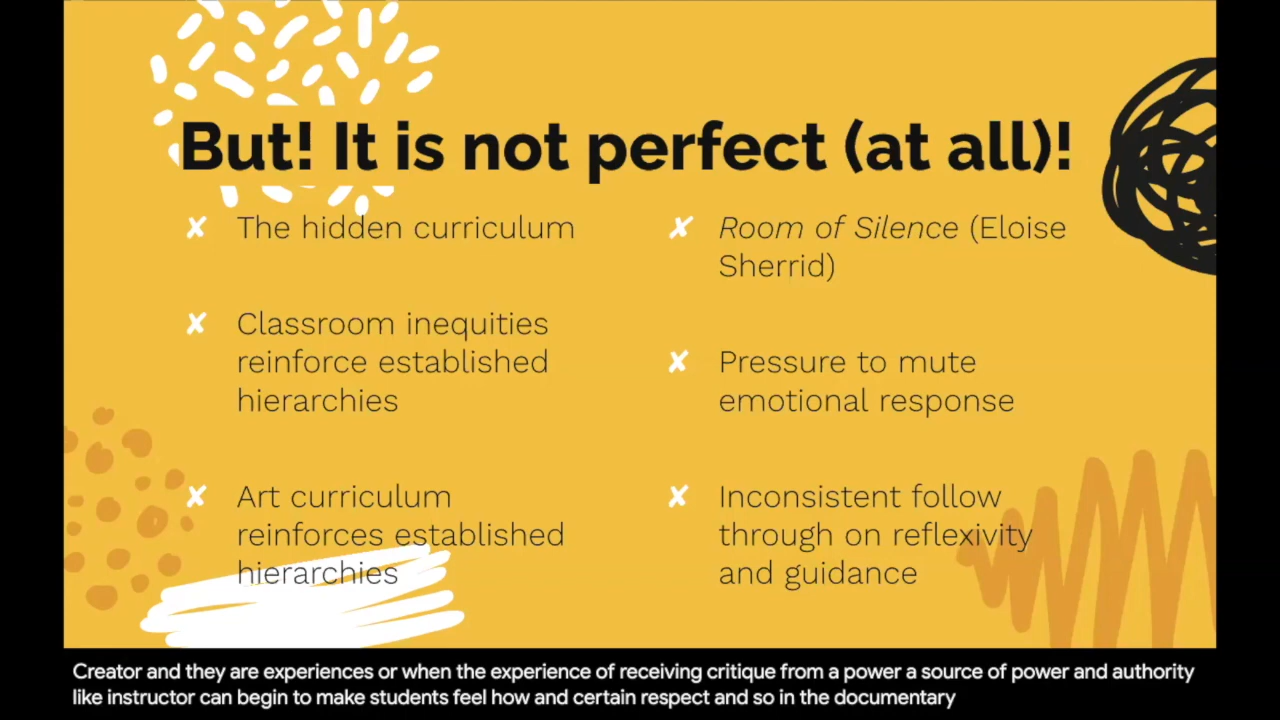 But! It is not perfect (at all)!
The hidden curriculum
Classroom inequities
reinforce established
hierarchies
Art curriculum
reinforces established
hierarchies
Room of Silence (Eloise
Sherrid)
Pressure to mute
emotional response
Inconsistent follow
through on reflexivity
and guidance
Creator and they are experiences or when the experience of receiving critique from a power a source of power and authority
like instructor can begin to make students feel how and certain respect and so in the documentary